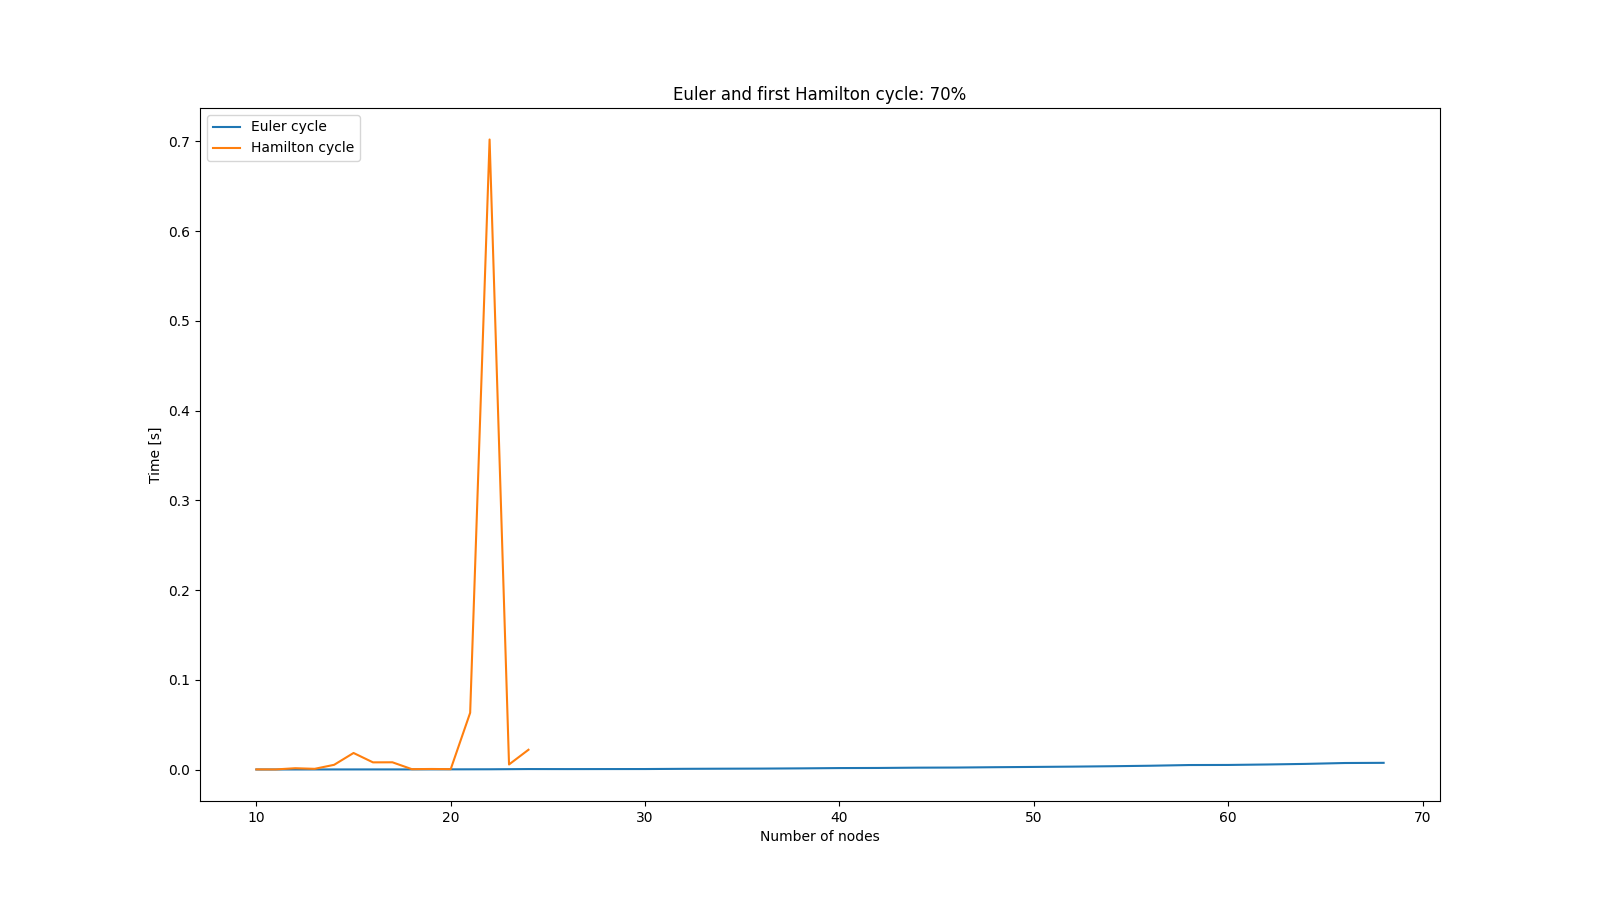 Euler and first Hamilton cycle: 70%
Euler cycle
Hamilton cycle
0.7
0.6
0.5
0.4
0.3
0.2
0.1
0.0
Time [s]
10 20 30 40 50 60 70
Number of nodes